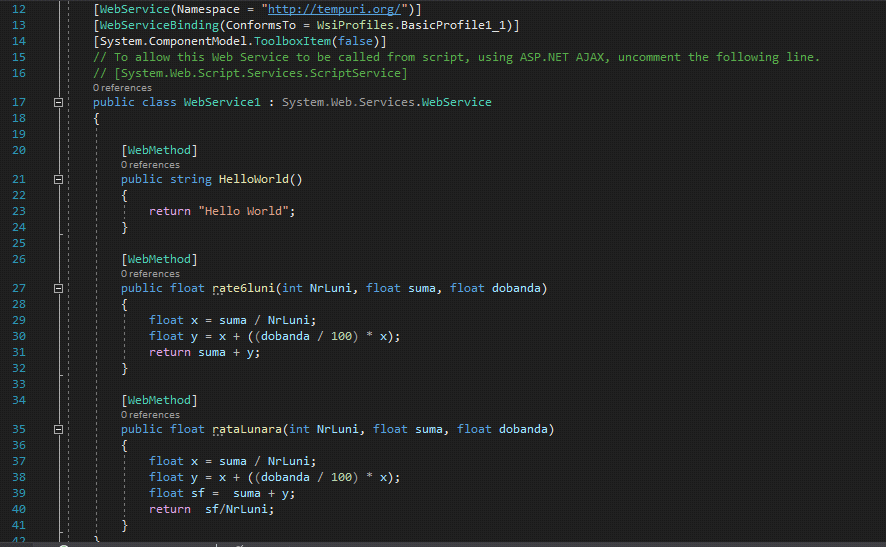 12 [WebService(Namespace = "http://tempuri.org/")]
13 [WebServiceBinding(ConformsTo = WsiProfiles.BasicProfile1_1)]
14 [System.ComponentModel.ToolboxItem(false)]
15 // To allow this Web Service to be called from script, using ASP.NET AJAX, uncomment the following line.
16 // [System.Web.Script.Services.ScriptService]
0 references
17 public class WebService1 : System.Web.Services.WebService
18 {
19
20 [WebMethod]
0 references
21 public string HelloWorld()
22 {
23 return "Hello World";
24 }
25
26 [WebMethod]
0 references
27 public float rate6luni(int NrLuni, float suma, float dobanda)
28 {
29 float x = suma / NrLuni;
30 float y = x + ((dobanda / 100) * x);
31 return suma + y;
32 }
33
34 [WebMethod]
0 references
35 public float rataLunara(int NrLuni, float suma, float dobanda)
36 {
37 float x = suma / NrLuni;
38 float y = x + ((dobanda / 100) * x);
39 float sf =  suma + y;
40 return  sf/NrLuni;
41 }
42 }